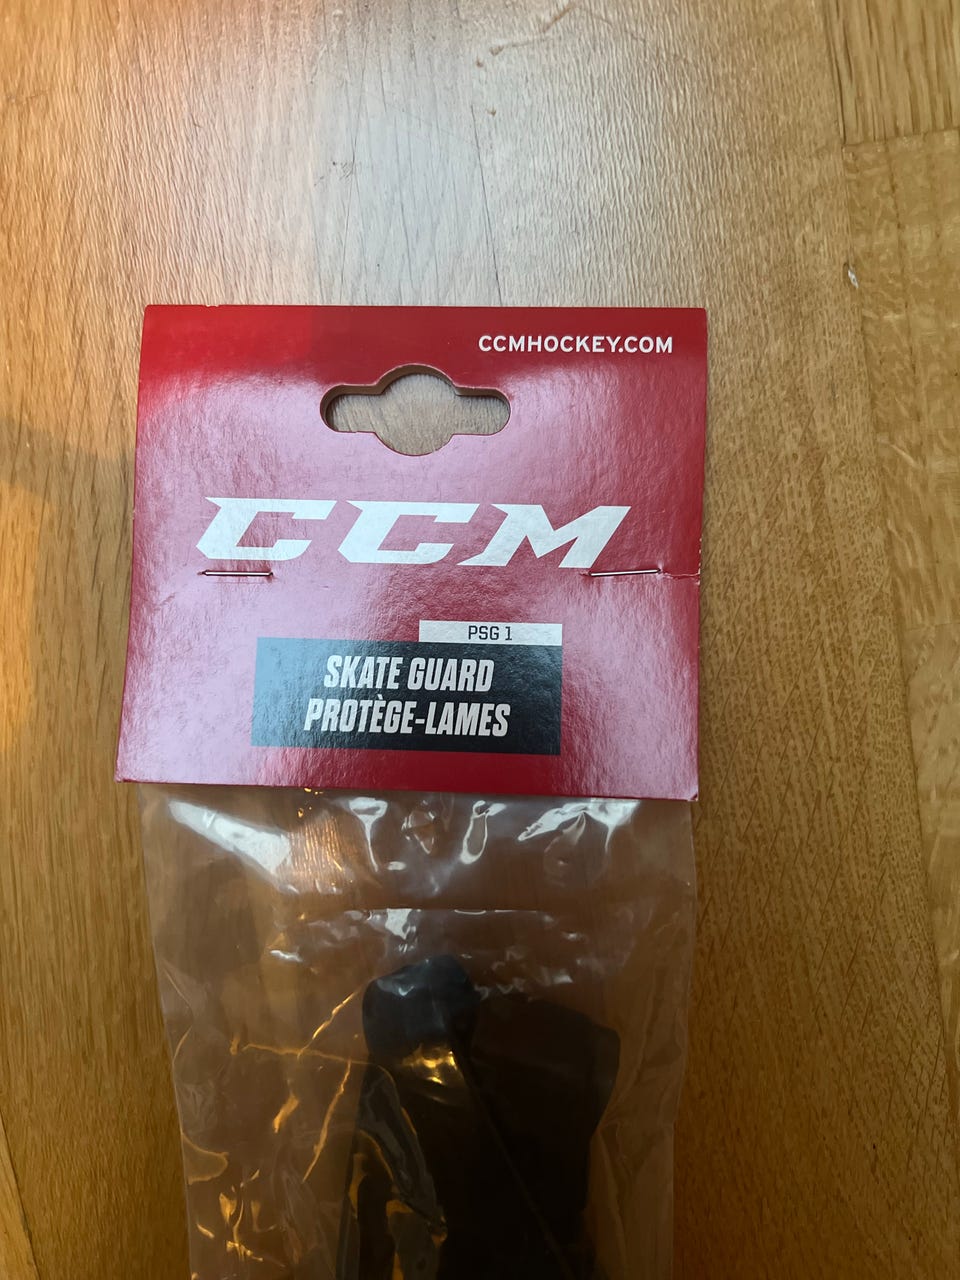 CCMHOCKEY.COM
CCM
PSG 1
SKATE GUARD
PROTÈGE-LAMES